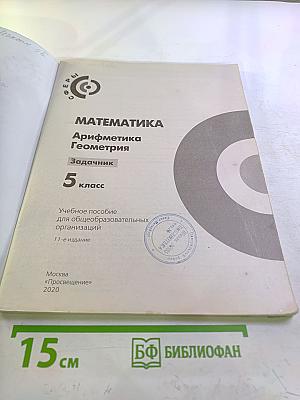 СФЕРЫ
МАТЕМАТИКА
Арифметика
Геометрия
Задачник
5 класс
Учебное пособие
для общеобразовательных
организаций
11-е издание
Москва
«Просвещение»
2020
15 см
БФ БИБЛИОФАН